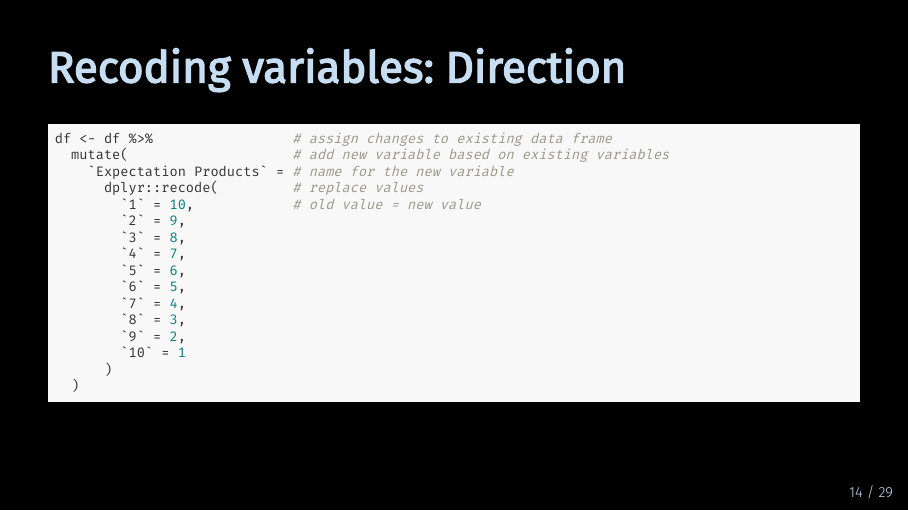 Recoding variables: Direction
df <- df %>%                 # assign changes to existing data frame
  mutate(                    # add new variable based on existing variables
    `Expectation Products` = # name for the new variable
      dplyr::recode(         # replace values
        `1` = 10,            # old value = new value
        `2` = 9,
        `3` = 8,
        `4` = 7,
        `5` = 6,
        `6` = 5,
        `7` = 4,
        `8` = 3,
        `9` = 2,
        `10` = 1
      )
  )
14 / 29